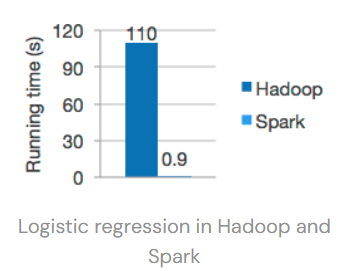 Running time (s)
120
90
60
30
0
110
0.9
Hadoop
Spark
Logistic regression in Hadoop and
Spark